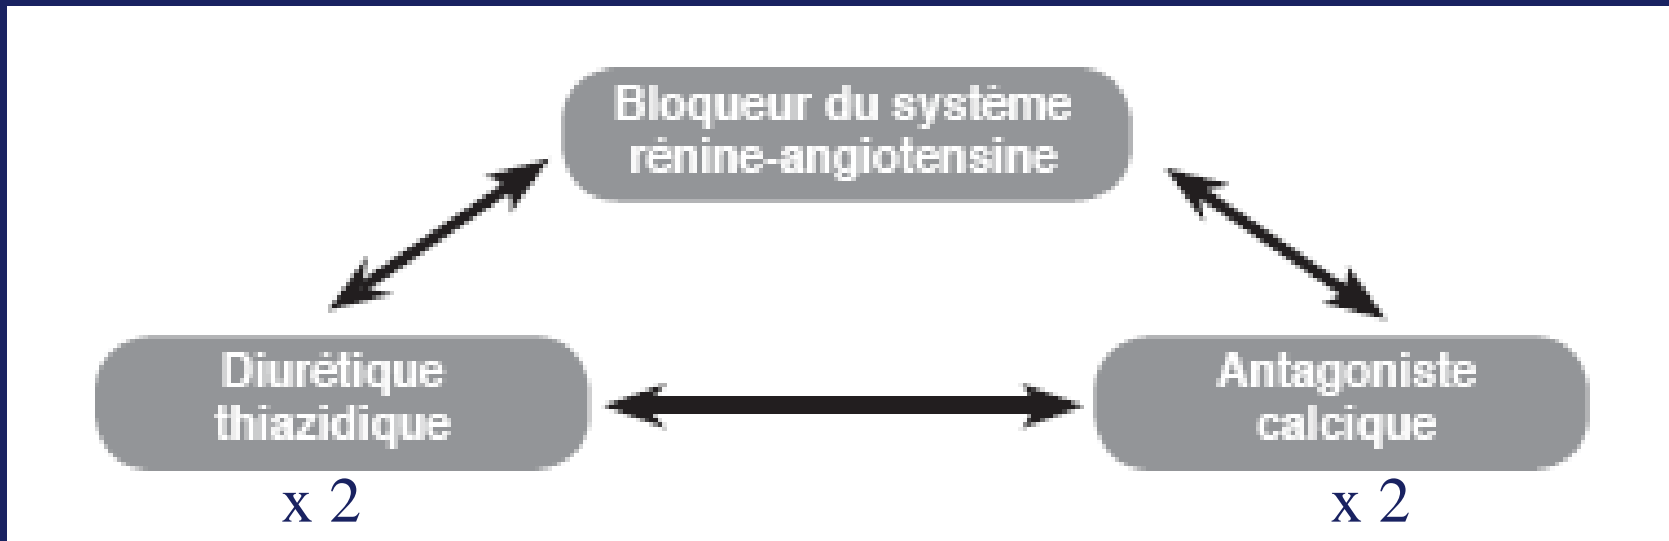 Bloqueur du système
rénine-angiotensine
Diurétique
thiazidique
x 2
Antagoniste
calcique
x 2